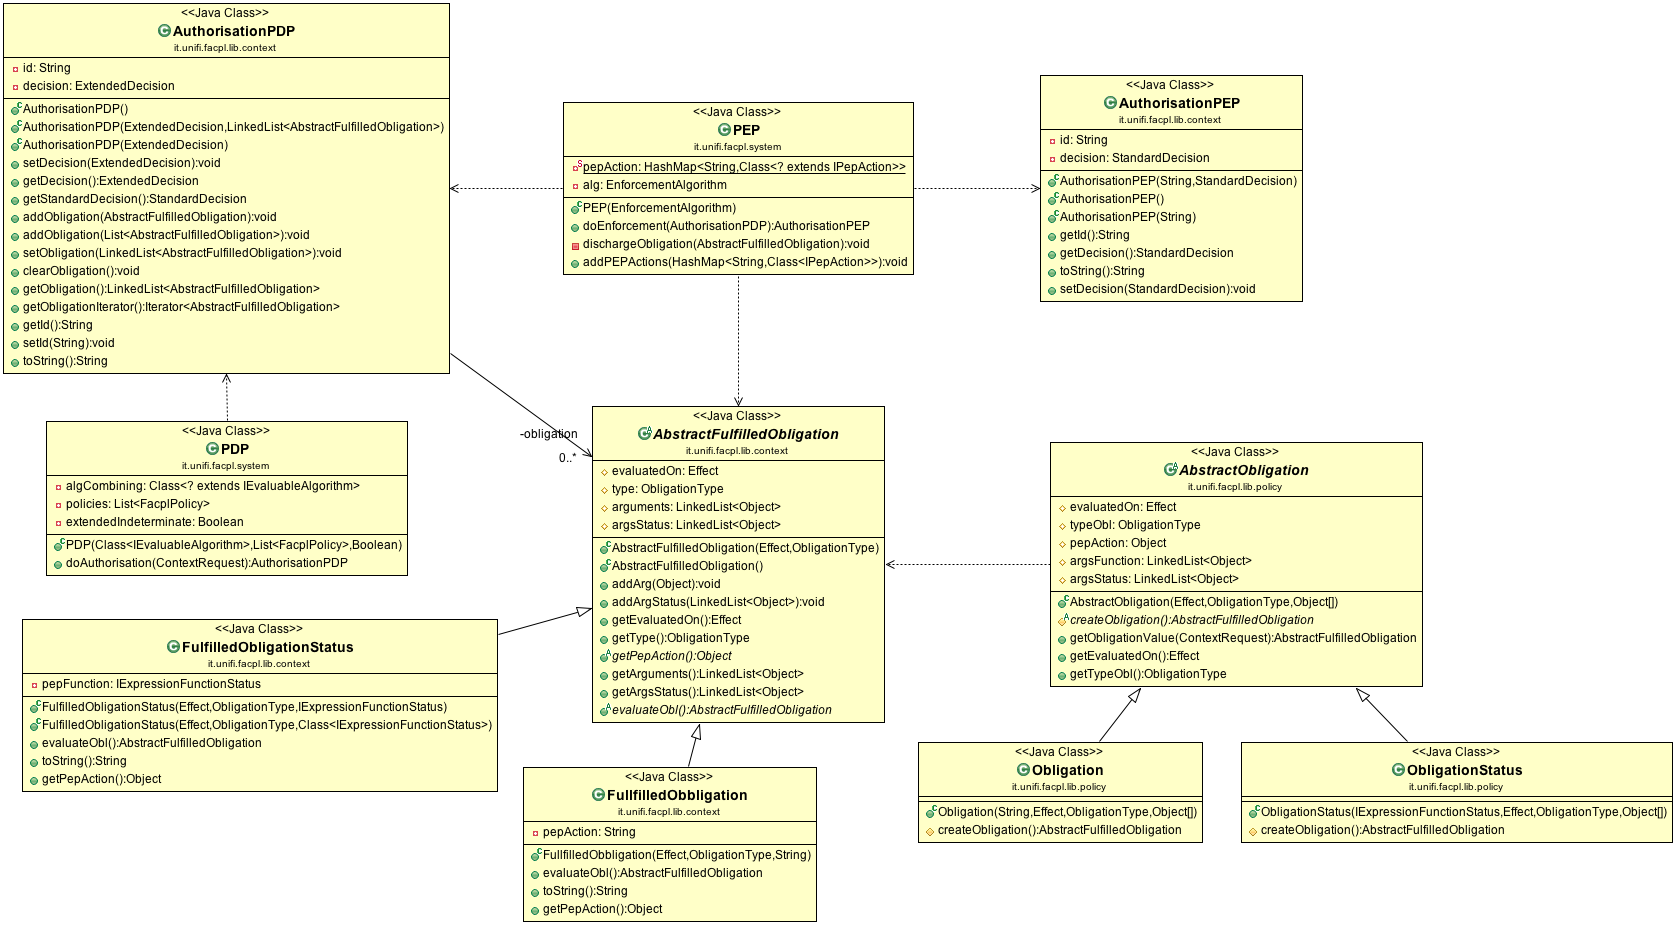 <<Java Class>>
AuthorisationPDP
it.unifi.facpl.lib.context
id: String
decision: ExtendedDecision
AuthorisationPDP()
AuthorisationPDP(ExtendedDecision,LinkedList<AbstractFulfilledObligation>)
AuthorisationPDP(ExtendedDecision)
setDecision(ExtendedDecision):void
getDecision():ExtendedDecision
getStandardDecision():StandardDecision
addObligation(AbstractFulfilledObligation):void
addObligation(List<AbstractFulfilledObligation>):void
setObligation(LinkedList<AbstractFulfilledObligation>):void
clearObligation():void
getObligation():LinkedList<AbstractFulfilledObligation>
getObligationIterator():Iterator<AbstractFulfilledObligation>
getId():String
setId(String):void
toString():String
<<Java Class>>
PEP
it.unifi.facpl.system
pepAction: HashMap<String,Class<? extends IPepAction>>
alg: EnforcementAlgorithm
PEP(EnforcementAlgorithm)
doEnforcement(AuthorisationPDP):AuthorisationPEP
dischargeObligation(AbstractFulfilledObligation):void
addPEPActions(HashMap<String,Class<IPepAction>>):void
<<Java Class>>
AuthorisationPEP
it.unifi.facpl.lib.context
id: String
decision: StandardDecision
AuthorisationPEP(String,StandardDecision)
AuthorisationPEP()
AuthorisationPEP(String)
getId():String
getDecision():StandardDecision
toString():String
setDecision(StandardDecision):void
-obligation
0..*
<<Java Class>>
PDP
it.unifi.facpl.system
algCombining: Class<? extends IEvaluableAlgorithm>
policies: List<FacplPolicy>
extendedIndeterminate: Boolean
PDP(Class<IEvaluableAlgorithm>,List<FacplPolicy>,Boolean)
doAuthorisation(ContextRequest):AuthorisationPDP
<<Java Class>>
AbstractFulfilledObligation
it.unifi.facpl.lib.context
evaluatedOn: Effect
type: ObligationType
arguments: LinkedList<Object>
argsStatus: LinkedList<Object>
AbstractFulfilledObligation(Effect,ObligationType)
AbstractFulfilledObligation()
addArg(Object):void
addArgStatus(LinkedList<Object>):void
getEvaluatedOn():Effect
getType():ObligationType
getPepAction():Object
getArguments():LinkedList<Object>
getArgsStatus():LinkedList<Object>
evaluateObl():AbstractFulfilledObligation
<<Java Class>>
AbstractObligation
it.unifi.facpl.lib.policy
evaluatedOn: Effect
typeObl: ObligationType
pepAction: Object
argsFunction: LinkedList<Object>
argsStatus: LinkedList<Object>
AbstractObligation(Effect,ObligationType,Object[])
createObligation():AbstractFulfilledObligation
getObligationValue(ContextRequest):AbstractFulfilledObligation
getEvaluatedOn():Effect
getTypeObl():ObligationType
<<Java Class>>
FulfilledObligationStatus
it.unifi.facpl.lib.context
pepFunction: IExpressionFunctionStatus
FulfilledObligationStatus(Effect,ObligationType,IExpressionFunctionStatus)
FulfilledObligationStatus(Effect,ObligationType,Class<IExpressionFunctionStatus>)
evaluateObl():AbstractFulfilledObligation
toString():String
getPepAction():Object
<<Java Class>>
FullfilledObbligation
it.unifi.facpl.lib.context
pepAction: String
FullfilledObbligation(Effect,ObligationType,String)
evaluateObl():AbstractFulfilledObligation
toString():String
getPepAction():Object
<<Java Class>>
Obligation
it.unifi.facpl.lib.policy
Obligation(String,Effect,ObligationType,Object[])
createObligation():AbstractFulfilledObligation
<<Java Class>>
ObligationStatus
it.unifi.facpl.lib.policy
ObligationStatus(IExpressionFunctionStatus,Effect,ObligationType,Object[])
createObligation():AbstractFulfilledObligation